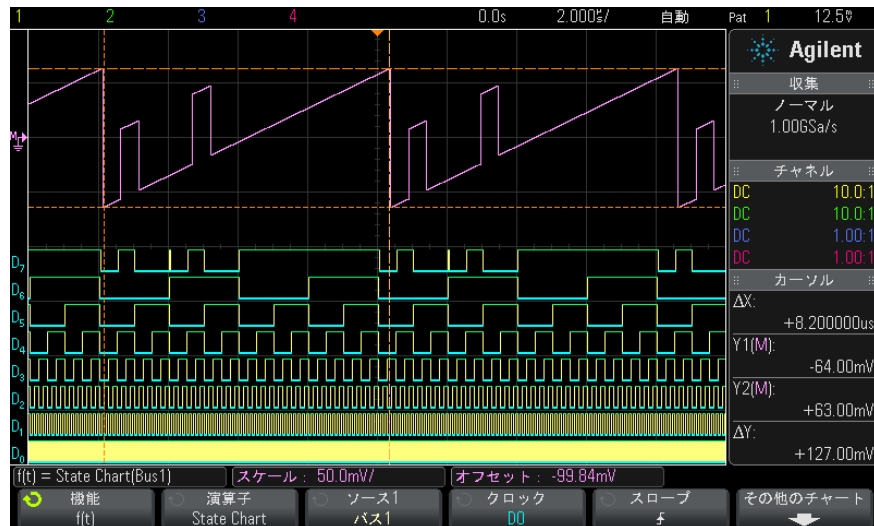 1 2 3 4 0.0s 2.000µs/ 自動 Pat 1 12.5V
Agilent
収集
ノーマル
1.00GSa/s
チャネル
DC 10.0:1
DC 10.0:1
DC 1.00:1
DC 1.00:1
カーソル
ΔX:
+8.200000us
Y1(M):
-64.00mV
Y2(M):
+63.00mV
ΔY:
+127.00mV
M
D7
D6
D5
D4
D3
D2
D1
D0
f(t) = State Chart(Bus1) スケール : 50.0mV/ オフセット : -99.84mV
機能 演算子 ソース1 クロック スロープ その他のチャート
f(t) State Chart バス1 D0